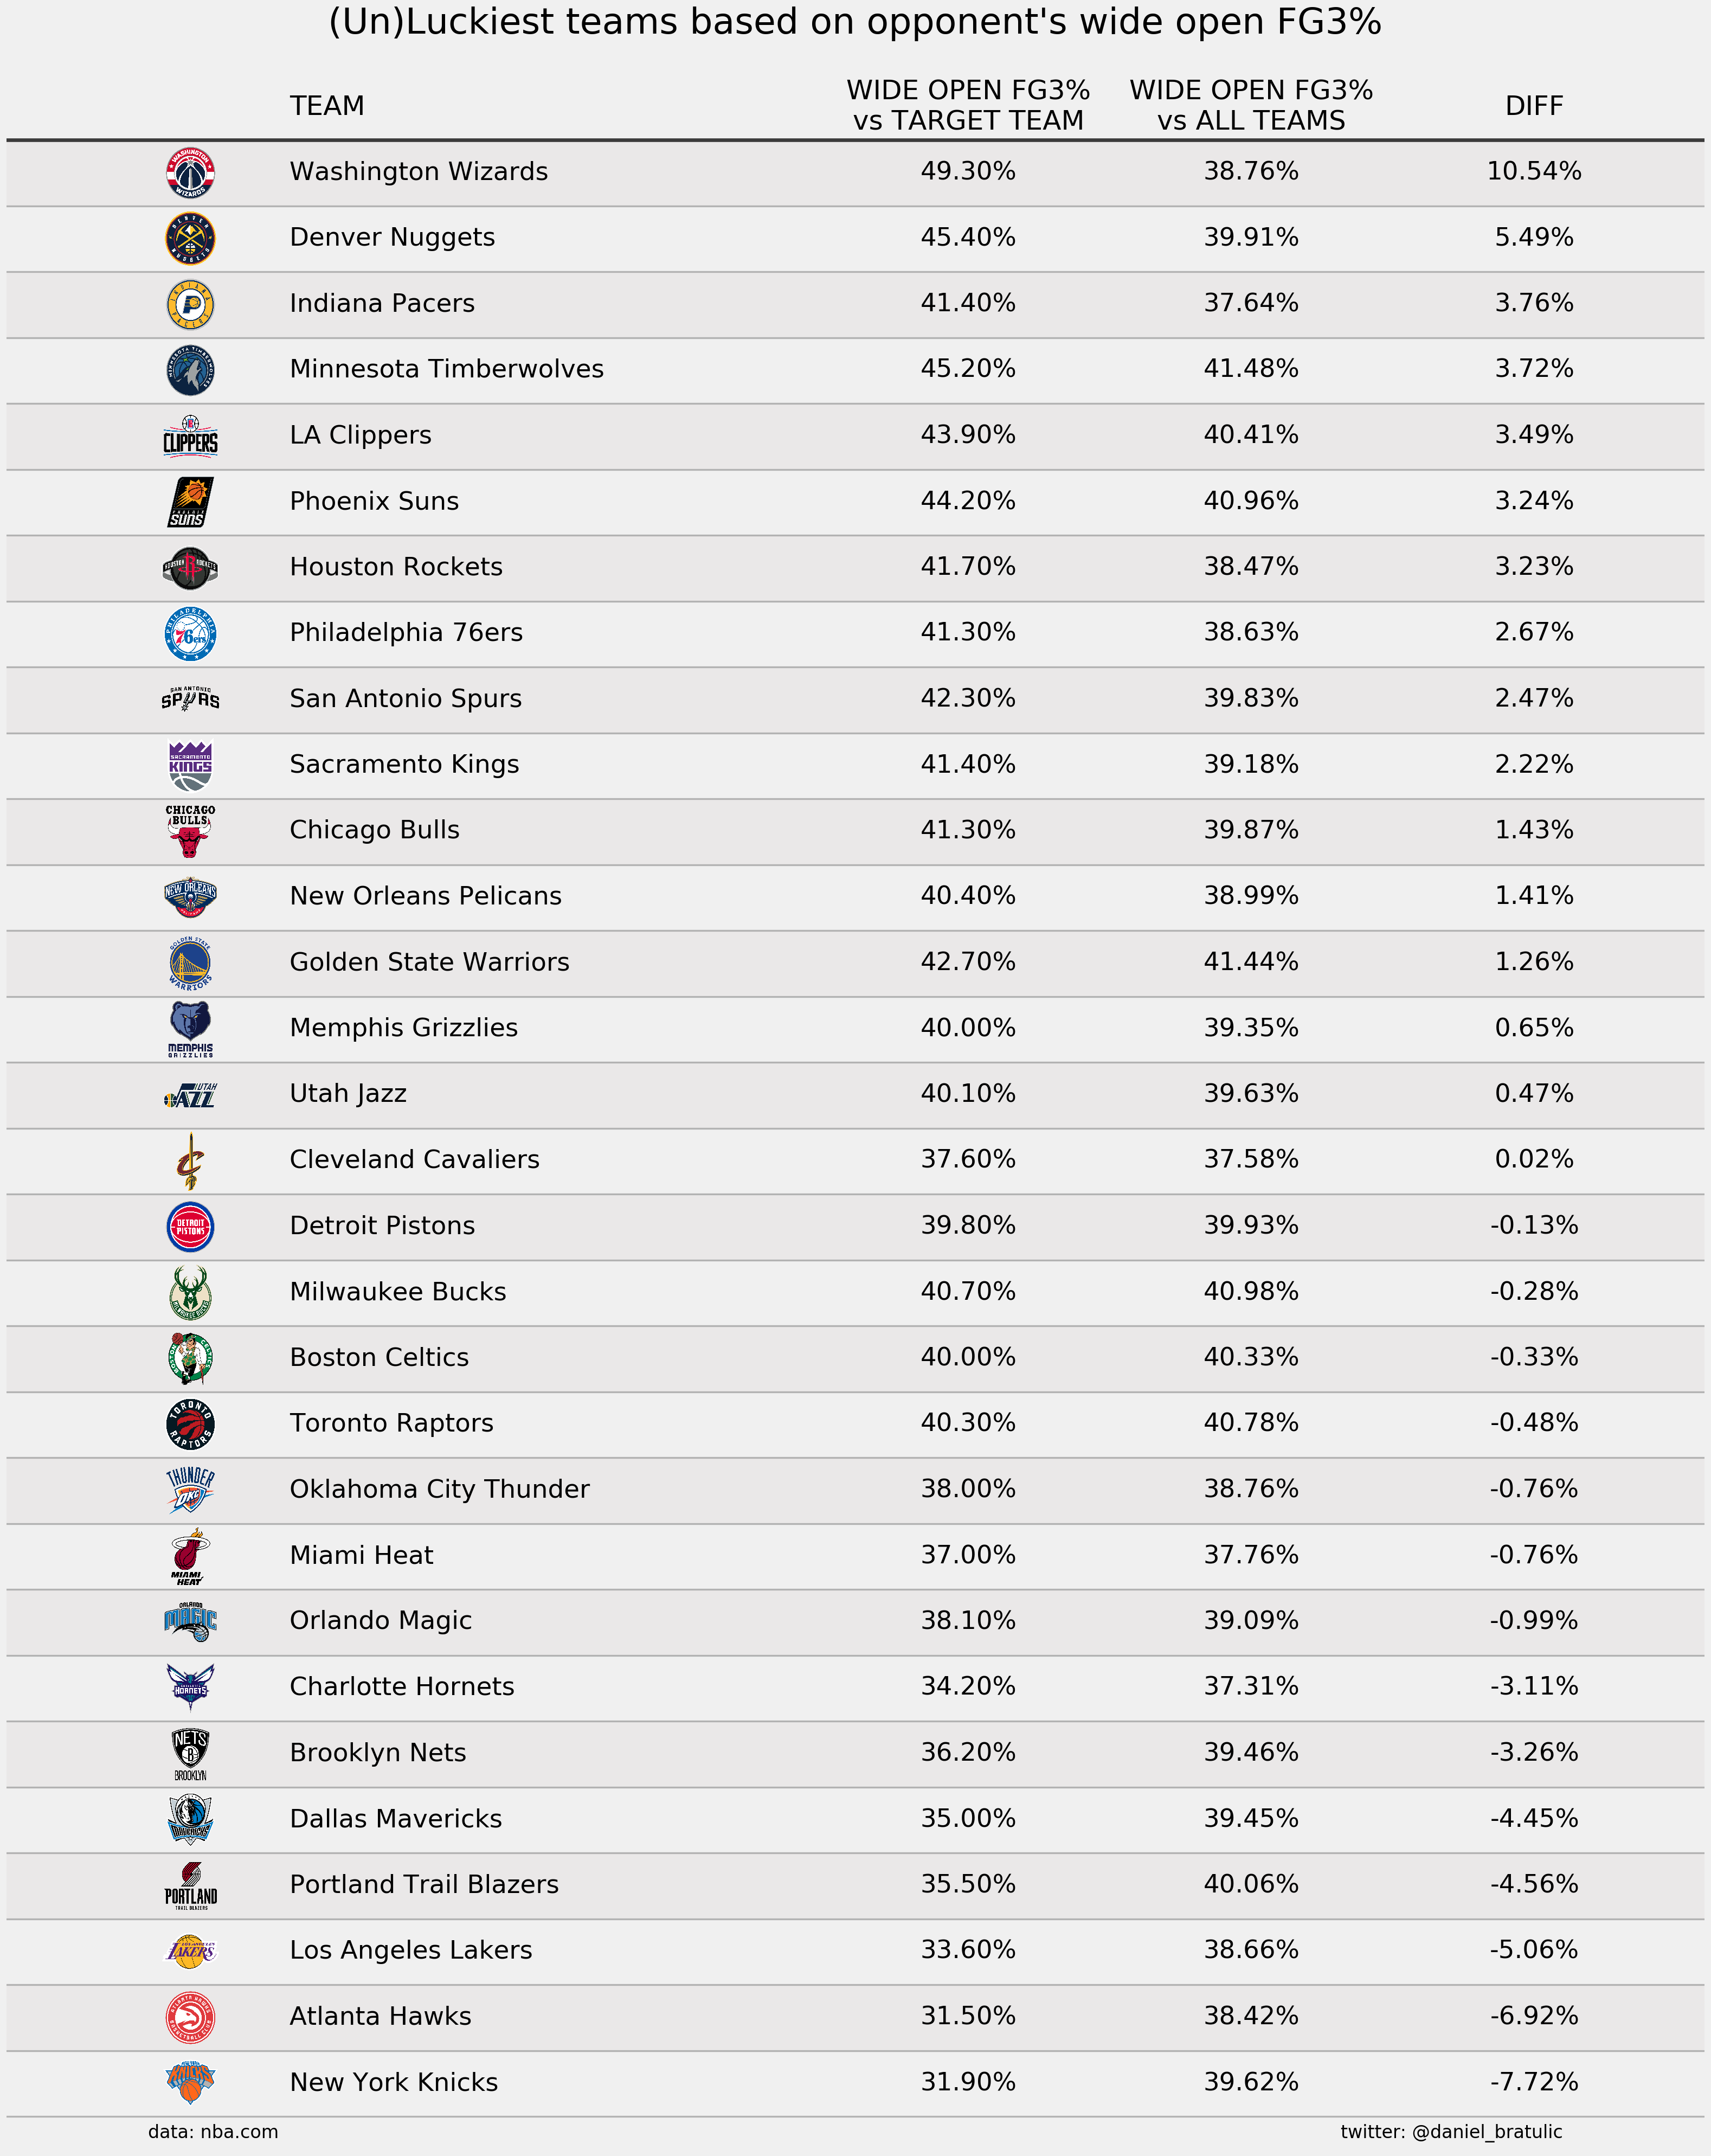 (Un)Luckiest teams based on opponent's wide open FG3%
TEAM WIDE OPEN FG3% vs TARGET TEAM WIDE OPEN FG3% vs ALL TEAMS DIFF
Washington Wizards 49.30% 38.76% 10.54%
Denver Nuggets 45.40% 39.91% 5.49%
Indiana Pacers 41.40% 37.64% 3.76%
Minnesota Timberwolves 45.20% 41.48% 3.72%
CLIPPERS LA Clippers 43.90% 40.41% 3.49%
SUNS Phoenix Suns 44.20% 40.96% 3.24%
Houston Rockets 41.70% 38.47% 3.23%
PHILADELPHIA 76ers Philadelphia 76ers 41.30% 38.63% 2.67%
SAN ANTONIO SPURS San Antonio Spurs 42.30% 39.83% 2.47%
SACRAMENTO KINGS Sacramento Kings 41.40% 39.18% 2.22%
CHICAGO BULLS Chicago Bulls 41.30% 39.87% 1.43%
NEW ORLEANS New Orleans Pelicans 40.40% 38.99% 1.41%
GOLDEN STATE WARRIORS Golden State Warriors 42.70% 41.44% 1.26%
MEMPHIS GRIZZLIES Memphis Grizzlies 40.00% 39.35% 0.65%
UTAH JAZZ Utah Jazz 40.10% 39.63% 0.47%
Cleveland Cavaliers 37.60% 37.58% 0.02%
DETROIT PISTONS Detroit Pistons 39.80% 39.93% -0.13%
Milwaukee Bucks 40.70% 40.98% -0.28%
Boston Celtics 40.00% 40.33% -0.33%
TORONTO RAPTORS Toronto Raptors 40.30% 40.78% -0.48%
THUNDER OKC Oklahoma City Thunder 38.00% 38.76% -0.76%
MIAMI HEAT Miami Heat 37.00% 37.76% -0.76%
ORLANDO MAGIC Orlando Magic 38.10% 39.09% -0.99%
HORNETS Charlotte Hornets 34.20% 37.31% -3.11%
NETS B BROOKLYN Brooklyn Nets 36.20% 39.46% -3.26%
MAVERICKS Dallas Mavericks 35.00% 39.45% -4.45%
PORTLAND TRAIL BLAZERS Portland Trail Blazers 35.50% 40.06% -4.56%
LAKERS Los Angeles Lakers 33.60% 38.66% -5.06%
Atlanta Hawks 31.50% 38.42% -6.92%
KNICKS New York Knicks 31.90% 39.62% -7.72%
data: nba.com twitter: @daniel_bratulic